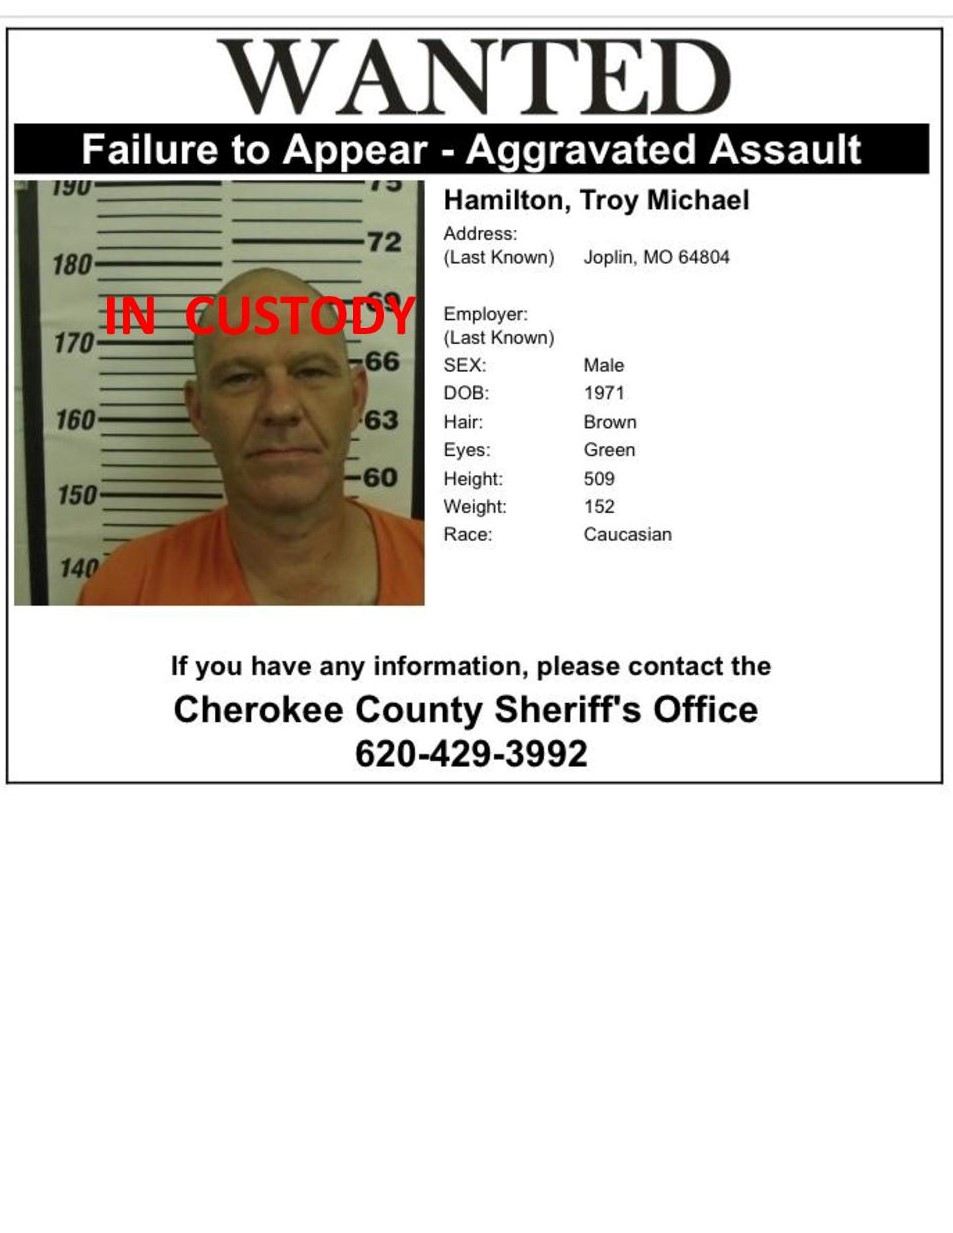 WANTED
Failure to Appear - Aggravated Assault
190
75
72
180
IN CUSTODY
69
170
66
160
63
60
150
140
Hamilton, Troy Michael
Address:
(Last Known) Joplin, MO 64804
Employer:
(Last Known)
SEX: Male
DOB: 1971
Hair: Brown
Eyes: Green
Height: 509
Weight: 152
Race: Caucasian
If you have any information, please contact the
Cherokee County Sheriff's Office
620-429-3992